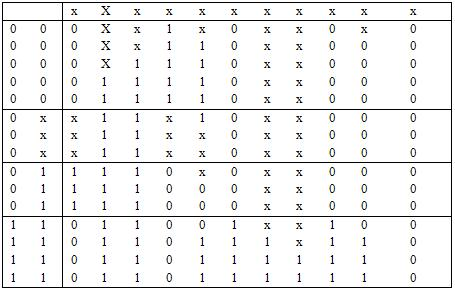 x X x x x x x x x x
0 0 0 X x 1 x 0 x x 0 x 0
0 0 0 X x 1 1 0 x x 0 0 0
0 0 0 X 1 1 1 0 x x 0 0 0
0 0 0 1 1 1 1 0 x x 0 0 0
0 0 0 1 1 1 1 0 x x 0 0 0
0 x x 1 1 x 1 0 x x 0 0 0
0 x x 1 1 x x 0 x x 0 0 0
0 x x 1 1 x x 0 x x 0 0 0
0 1 1 1 1 0 x 0 x x 0 0 0
0 1 1 1 1 0 0 0 x x 0 0 0
0 1 1 1 1 0 0 0 x x 0 0 0
1 1 0 1 1 0 0 1 x x 1 0 0
1 1 0 1 1 0 1 1 1 x 1 1 0
1 1 0 1 1 0 1 1 1 1 1 1 0
1 1 0 1 1 0 1 1 1 1 1 1 0